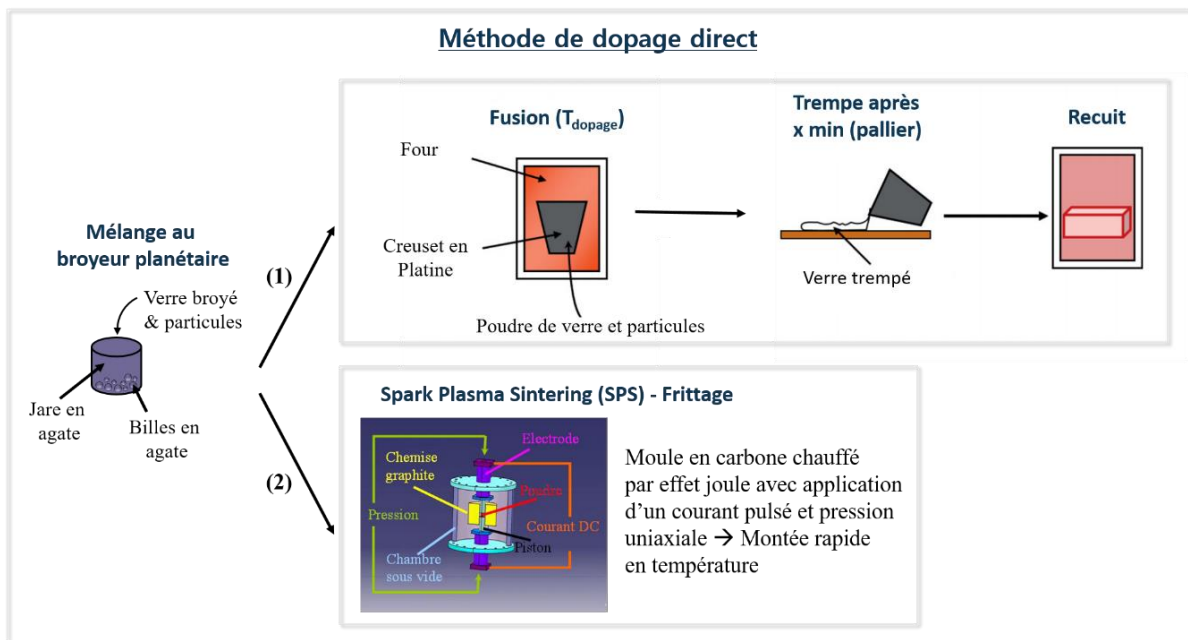 Méthode de dopage direct
Mélange au
broyeur planétaire
Verre broyé
& particules
Jare en
agate
Billes en
agate
(1)
Fusion (Tdopage)
Four
Creuset en
Platine
Poudre de verre et particules
Trempe après
x min (pallier)
Verre trempé
Recuit
(2)
Spark Plasma Sintering (SPS) - Frittage
Electrode
Chemise
graphite
Poudre
Pression
Courant DC
Piston
Chambre
sous vide
Moule en carbone chauffé
par effet joule avec application
d’un courant pulsé et pression
uniaxiale → Montée rapide
en température